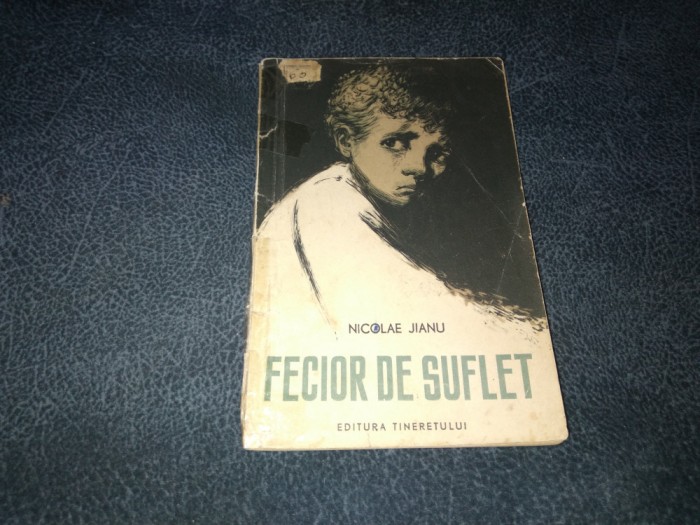 NICOLAE JIANU
FECIOR DE SUFLET
EDITURA TINERETULUI